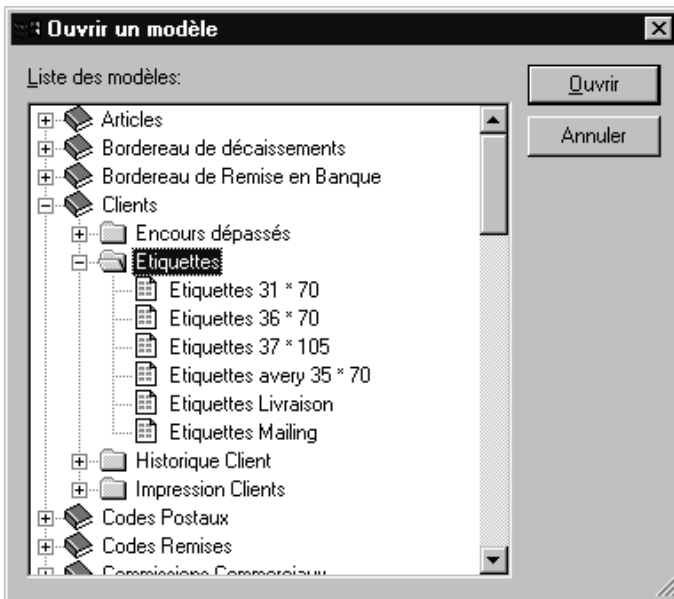 Ouvrir un modèle
Liste des modèles:
Ouvrir
Annuler
Articles
Bordereau de décaissements
Bordereau de Remise en Banque
Clients
Encours dépassés
Etiquettes
Etiquettes 31 * 70
Etiquettes 36 * 70
Etiquettes 37 * 105
Etiquettes avery 35 * 70
Etiquettes Livraison
Etiquettes Mailing
Historique Client
Impression Clients
Codes Postaux
Codes Remises
Commissions Commerciaux